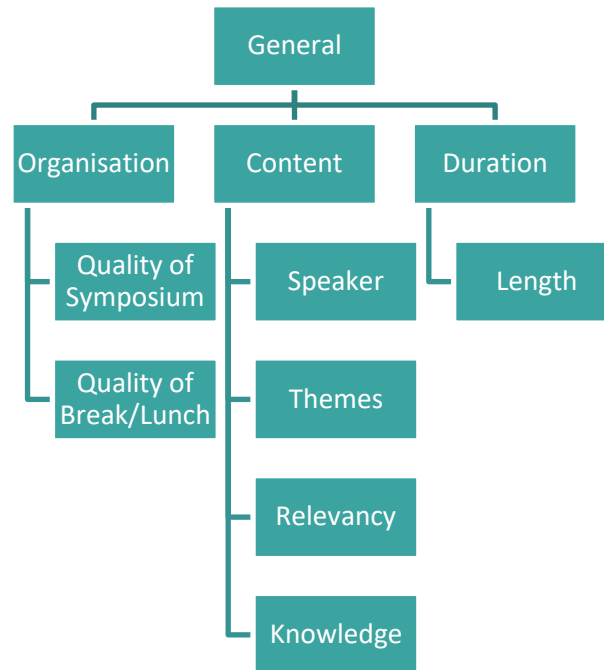 General
Organisation
Content
Duration
Quality of
Symposium
Speaker
Length
Quality of
Break/Lunch
Themes
Relevancy
Knowledge